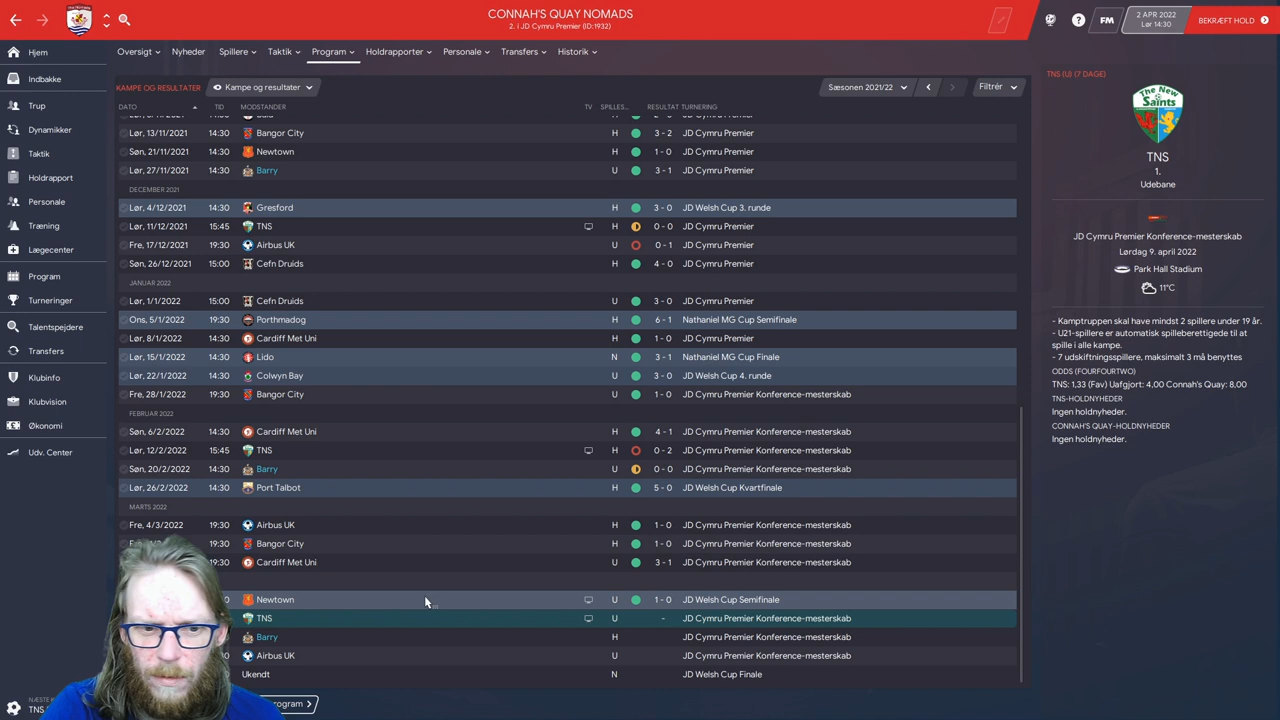 CONNAH'S QUAY NOMADS
2. i JD Cymru Premier (ID:1932)
FM
2 APR 2022
Lør 14:30
BEKRÆFT HOLD
Hjem
Indbakke
Trup
Dynamikker
Taktik
Holdrapport
Personale
Træning
Lægecenter
Program
Turneringer
Talentspejdere
Transfers
Klubinfo
Klubvision
Økonomi
Udv. Center
Oversigt Nyheder Spillere Taktik Program Holdrapporter Personale Transfers Historik
KAMPE OG RESULTATER Kampe og resultater Sæsonen 2021/22 Filtrér
DATO TID MODSTANDER TV SPILLES... RESULTAT TURNERING
Lør, 13/11/2021 14:30 Bangor City H 3 - 2 JD Cymru Premier
Søn, 21/11/2021 14:30 Newtown H 1 - 0 JD Cymru Premier
Lør, 27/11/2021 14:30 Barry U 3 - 1 JD Cymru Premier
DECEMBER 2021
Lør, 4/12/2021 14:30 Gresford H 3 - 0 JD Welsh Cup 3. runde
Lør, 11/12/2021 15:45 TNS H 0 - 0 JD Cymru Premier
Fre, 17/12/2021 19:30 Airbus UK U 0 - 1 JD Cymru Premier
Søn, 26/12/2021 15:00 Cefn Druids H 4 - 0 JD Cymru Premier
JANUAR 2022
Lør, 1/1/2022 15:00 Cefn Druids U 3 - 0 JD Cymru Premier
Ons, 5/1/2022 19:30 Porthmadog H 6 - 1 Nathaniel MG Cup Semifinale
Lør, 8/1/2022 14:30 Cardiff Met Uni H 1 - 0 JD Cymru Premier
Lør, 15/1/2022 14:30 Lido N 3 - 1 Nathaniel MG Cup Finale
Lør, 22/1/2022 14:30 Colwyn Bay U 3 - 0 JD Welsh Cup 4. runde
Fre, 28/1/2022 19:30 Bangor City U 1 - 0 JD Cymru Premier Konference-mesterskab
FEBRUAR 2022
Søn, 6/2/2022 14:30 Cardiff Met Uni H 4 - 1 JD Cymru Premier Konference-mesterskab
Lør, 12/2/2022 15:45 TNS H 0 - 2 JD Cymru Premier Konference-mesterskab
Søn, 20/2/2022 14:30 Barry U 0 - 0 JD Cymru Premier Konference-mesterskab
Lør, 26/2/2022 14:30 Port Talbot H 5 - 0 JD Welsh Cup Kvartfinale
MARTS 2022
Fre, 4/3/2022 19:30 Airbus UK H 1 - 0 JD Cymru Premier Konference-mesterskab
19:30 Bangor City H 1 - 0 JD Cymru Premier Konference-mesterskab
19:30 Cardiff Met Uni U 3 - 1 JD Cymru Premier Konference-mesterskab
Newtown U 1 - 0 JD Welsh Cup Semifinale
TNS U - JD Cymru Premier Konference-mesterskab
Barry H JD Cymru Premier Konference-mesterskab
Airbus UK U JD Cymru Premier Konference-mesterskab
Ukendt N JD Welsh Cup Finale
TNS (U) (7 DAGE)
The New
Saints
TNS
1.
Udebane
JD Cymru Premier Konference-mesterskab
Lørdag 9. april 2022
Park Hall Stadium
11°C
- Kamptruppen skal have mindst 2 spillere under 19 år.
- U21-spillere er automatisk spilleberettigede til at
spille i alle kampe.
- 7 udskiftningsspillere, maksimalt 3 må benyttes
ODDS (FOURFOURTWO)
TNS: 1,33 (Fav) Uafgjort: 4,00 Connah's Quay: 8,00
TNS-HOLDNYHEDER
Ingen holdnyheder.
CONNAH'S QUAY-HOLDNYHEDER
Ingen holdnyheder.